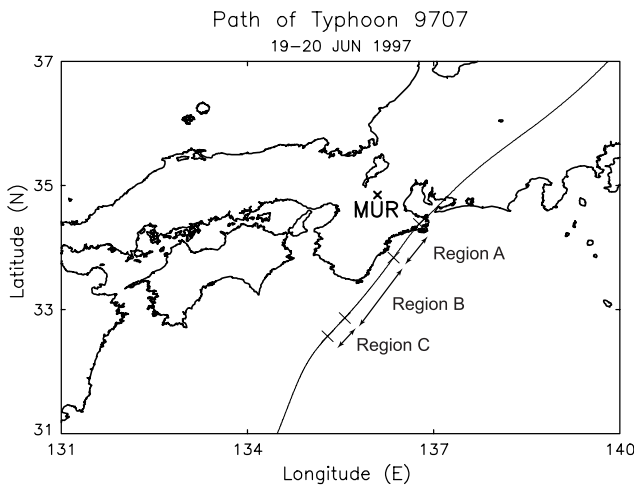 Path of Typhoon 9707
19-20 JUN 1997
37
35
MUR
Region A
Latitude (N)
33
Region B
Region C
31
131
134
137
140
Longitude (E)